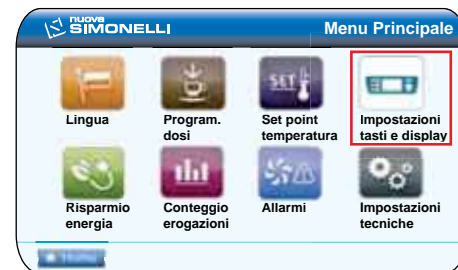 nuova
SIMONELLI
Menu Principale
SET
Lingua
Program.
dosi
Set point
temperatura
Impostazioni
tasti e display
Risparmio
energia
Conteggio
erogazioni
Allarmi
Impostazioni
tecniche